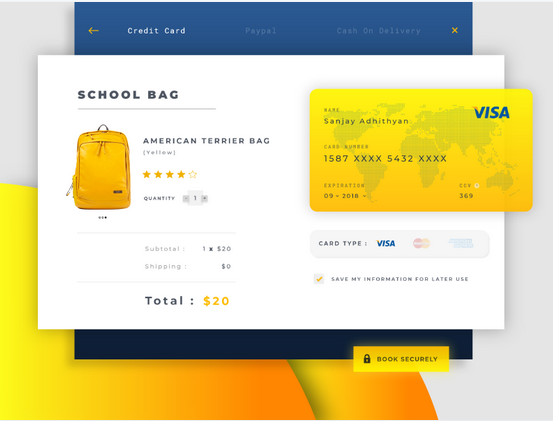 Credit Card
Paypal
Cash On Delivery
SCHOOL BAG
AMERICAN TERRIER BAG
(Yellow)
QUANTITY - 1 +
Subtotal : 1 x $20
Shipping : $0
Total : $20
NAME
VISA
Sanjay Adhithyan
CARD NUMBER
1587 XXXX 5432 XXXX
EXPIRATION
CCV
09 - 2018 -
369
CARD TYPE : VISA
SAVE MY INFORMATION FOR LATER USE
BOOK SECURELY